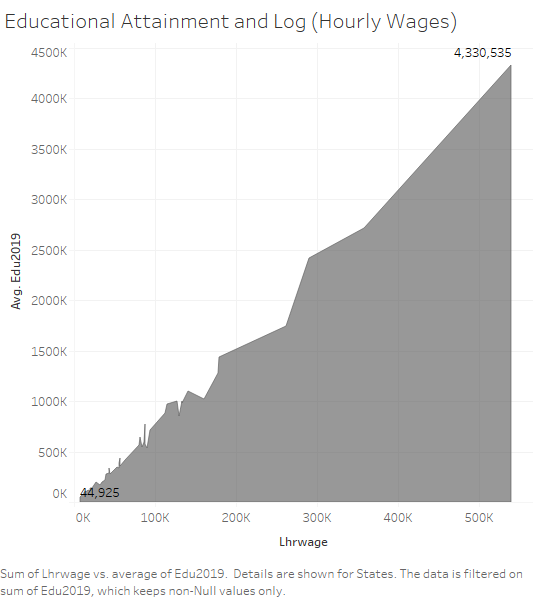 Educational Attainment and Log (Hourly Wages)
4500K
4,330,535
4000K
3500K
3000K
2500K
2000K
1500K
1000K
500K
0K
44,925
Avg. Edu2019
0K 100K 200K 300K 400K 500K
Lhrwage
Sum of Lhrwage vs. average of Edu2019. Details are shown for States. The data is filtered on
sum of Edu2019, which keeps non-Null values only.